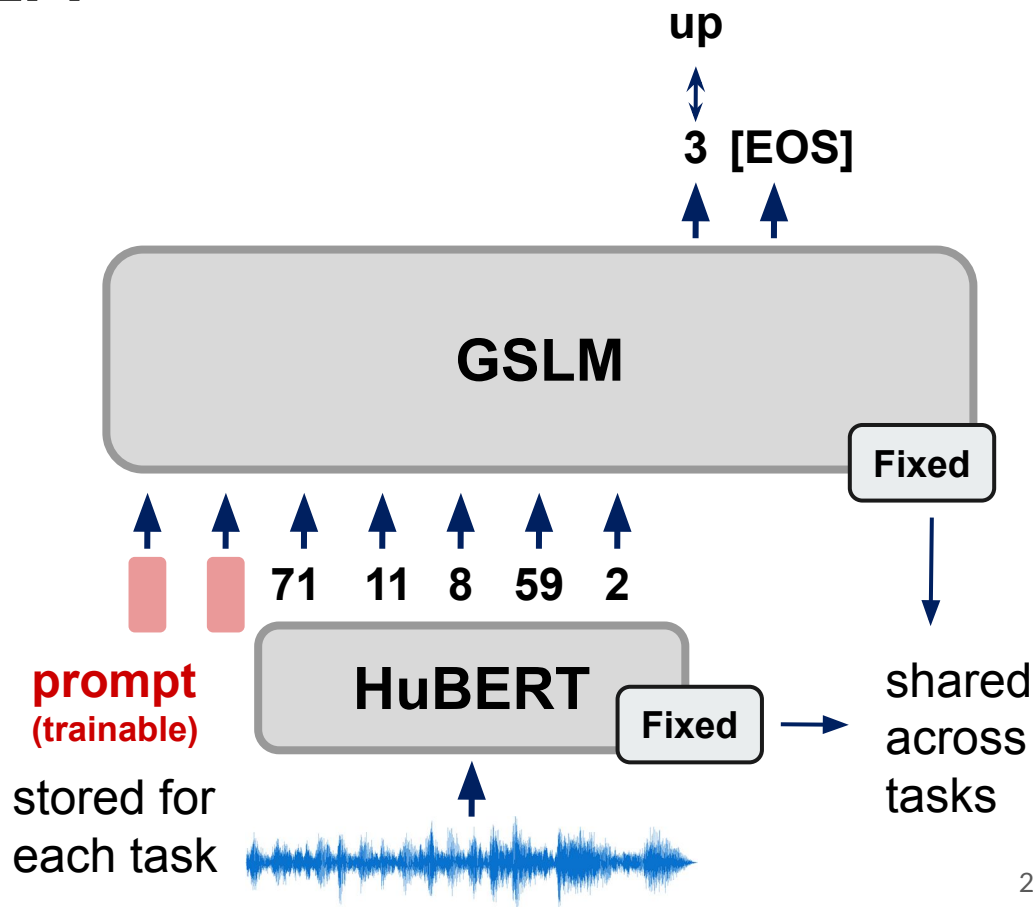 up
3 [EOS]
GSLM
Fixed
71 11 8 59 2
HuBERT
Fixed
prompt
(trainable)
stored for
each task
shared
across
tasks
2